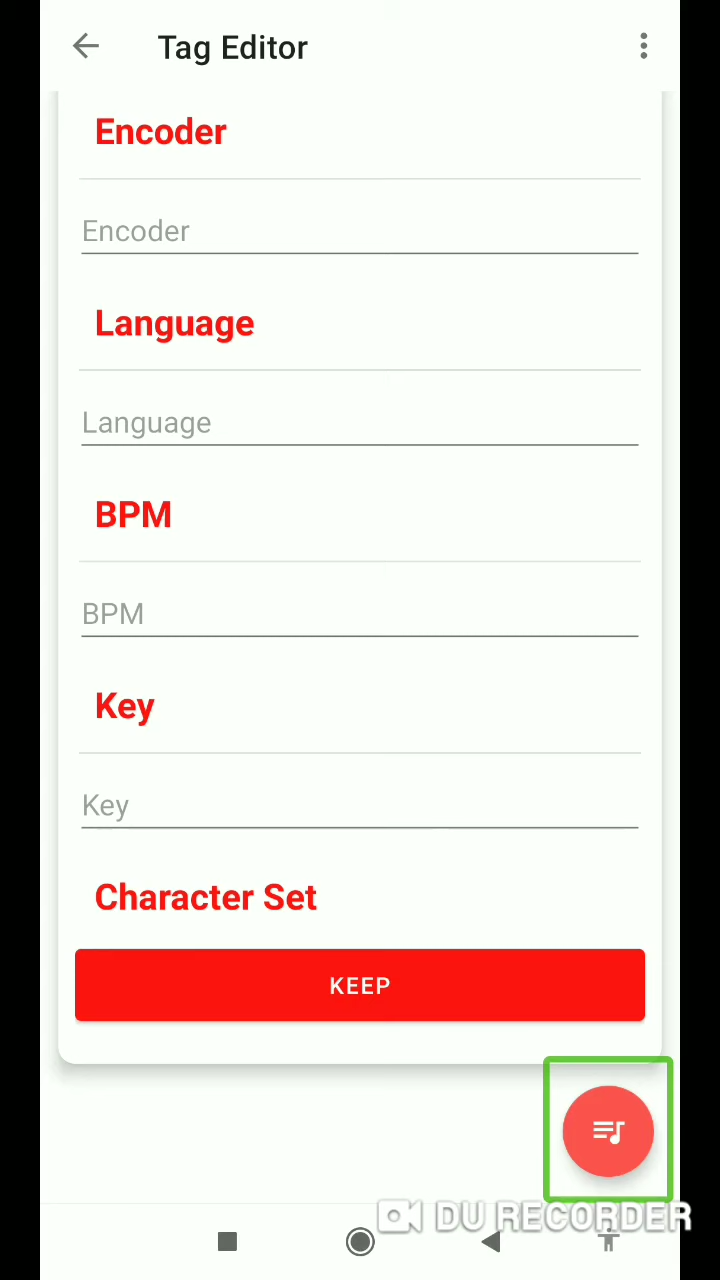 Tag Editor
Encoder
Encoder
Language
Language
BPM
BPM
Key
Key
Character Set
KEEP
DU RECORDER